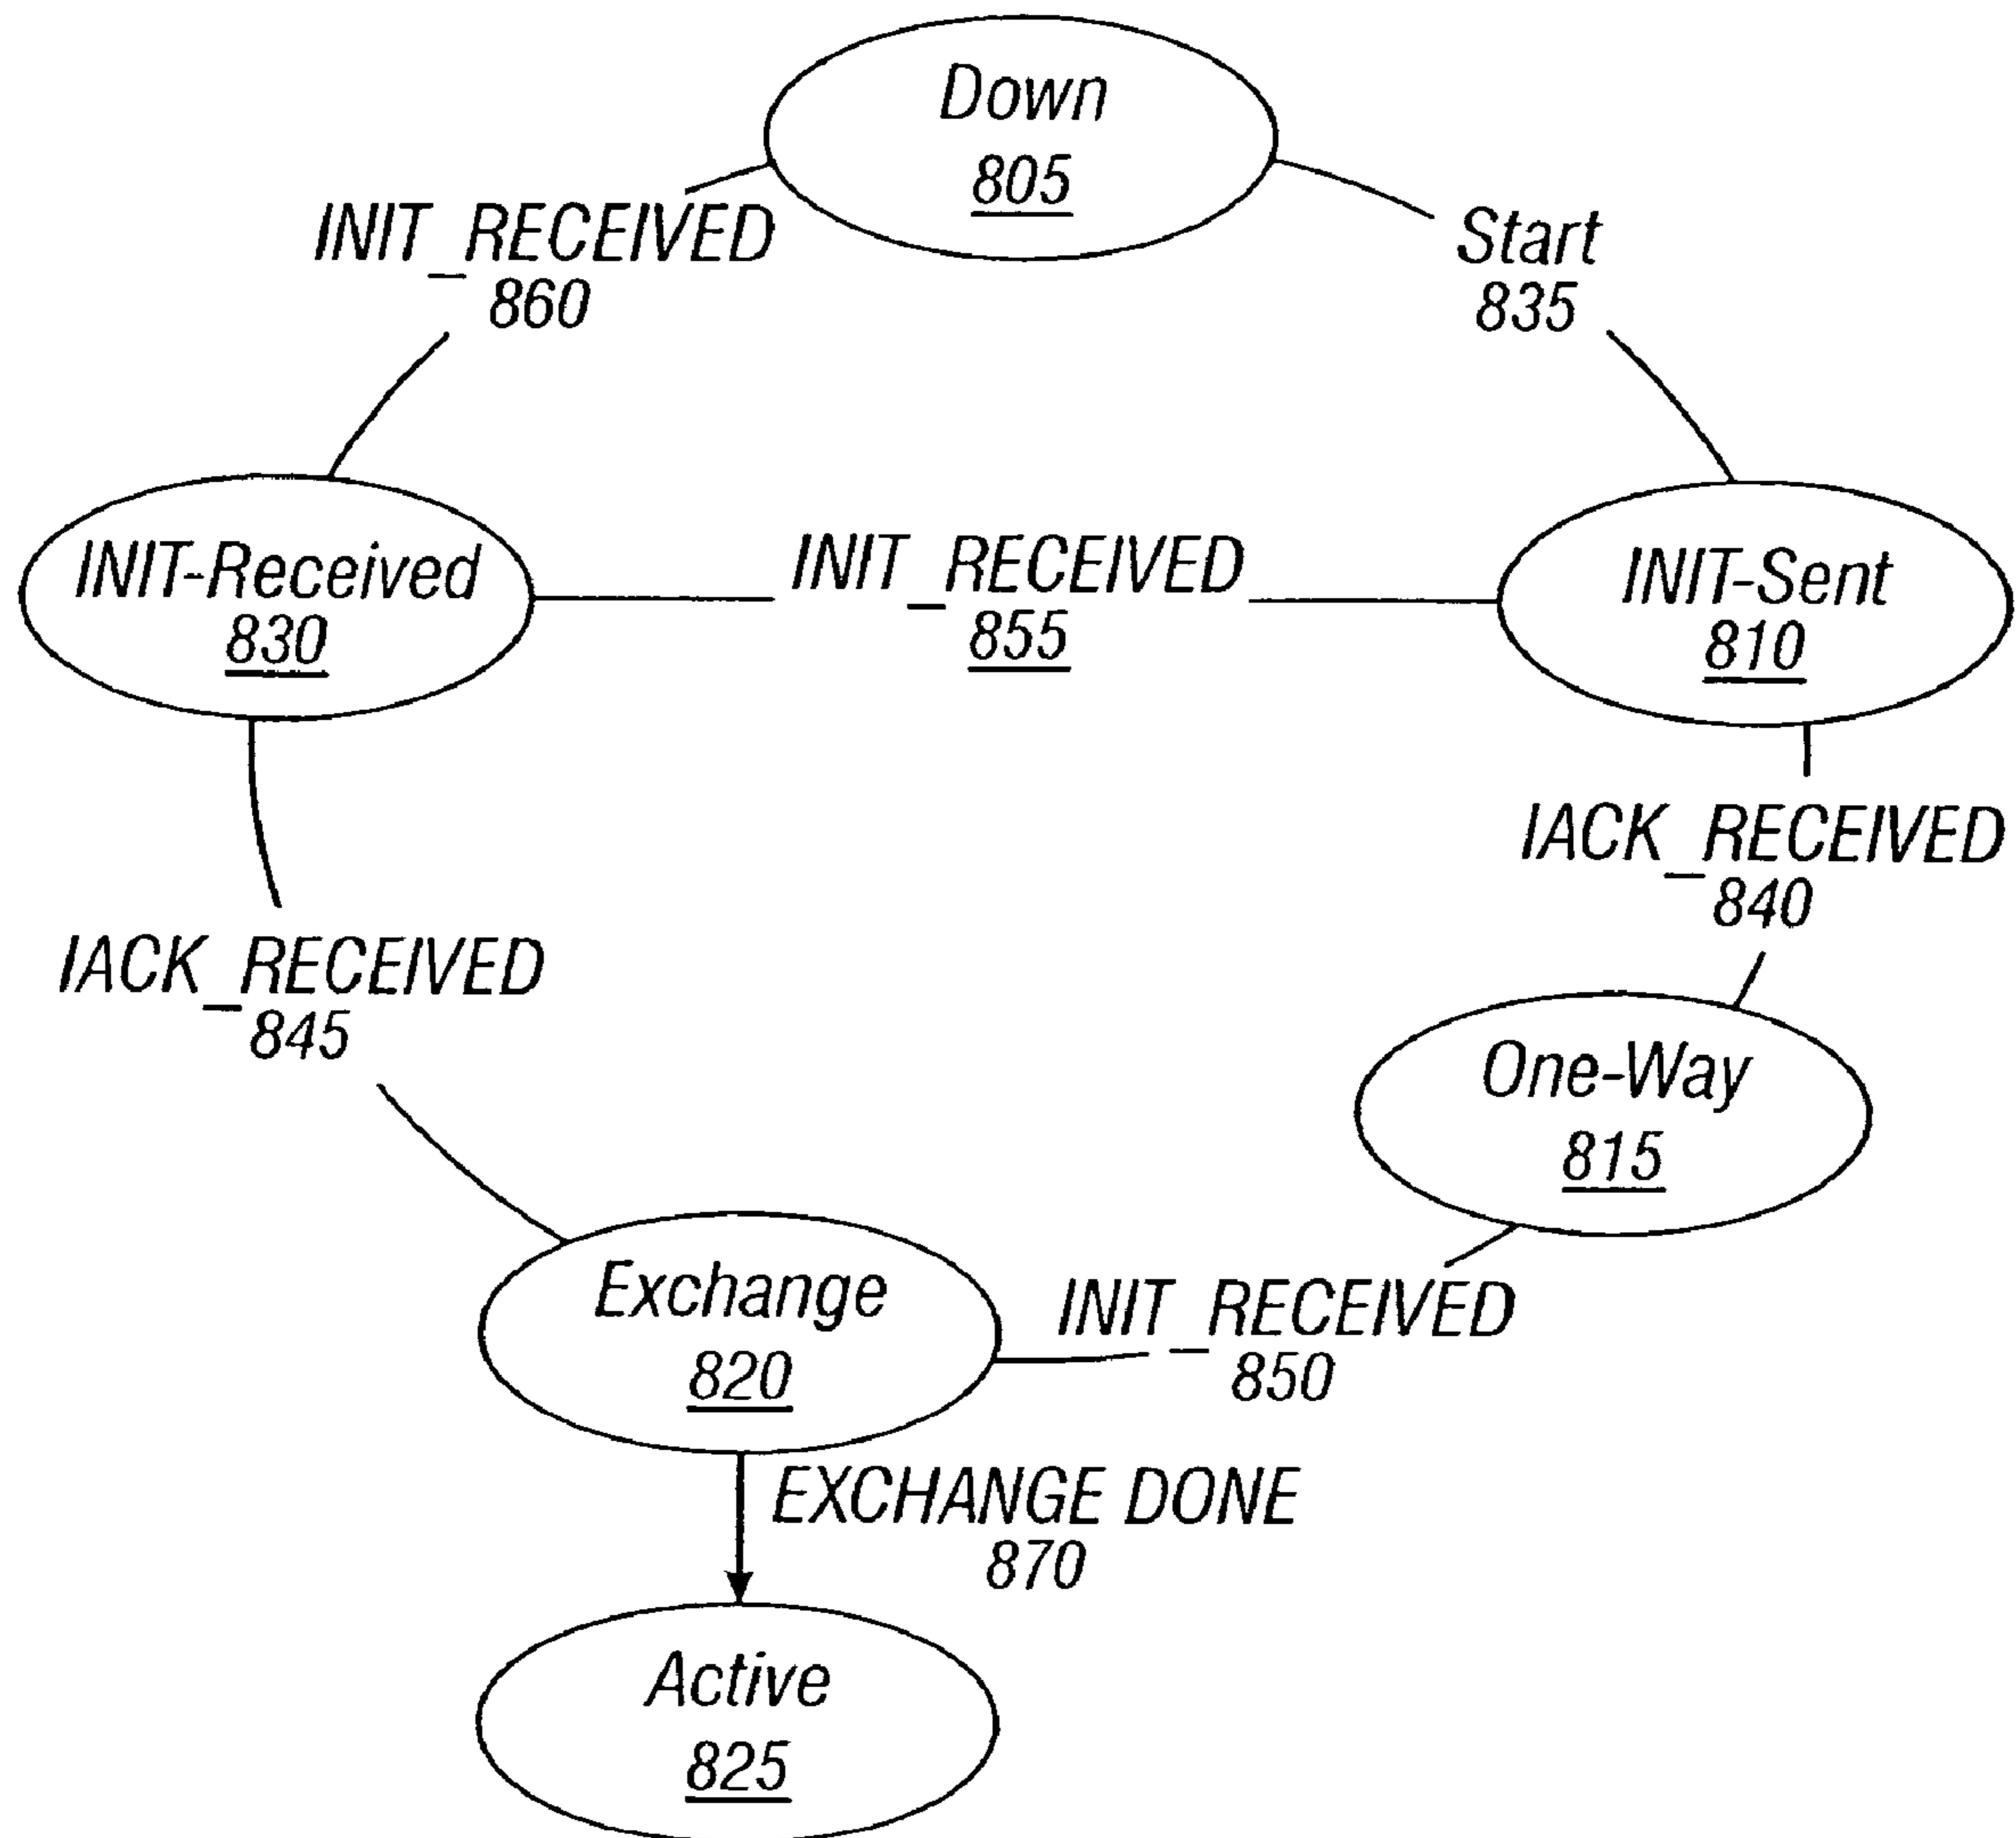 Down
805
INIT_RECEIVED
860
Start
835
INIT-Received
830
INIT_RECEIVED
855
INIT-Sent
810
IACK_RECEIVED
840
IACK_RECEIVED
845
One-Way
815
Exchange
820
INIT_RECEIVED
850
EXCHANGE DONE
870
Active
825